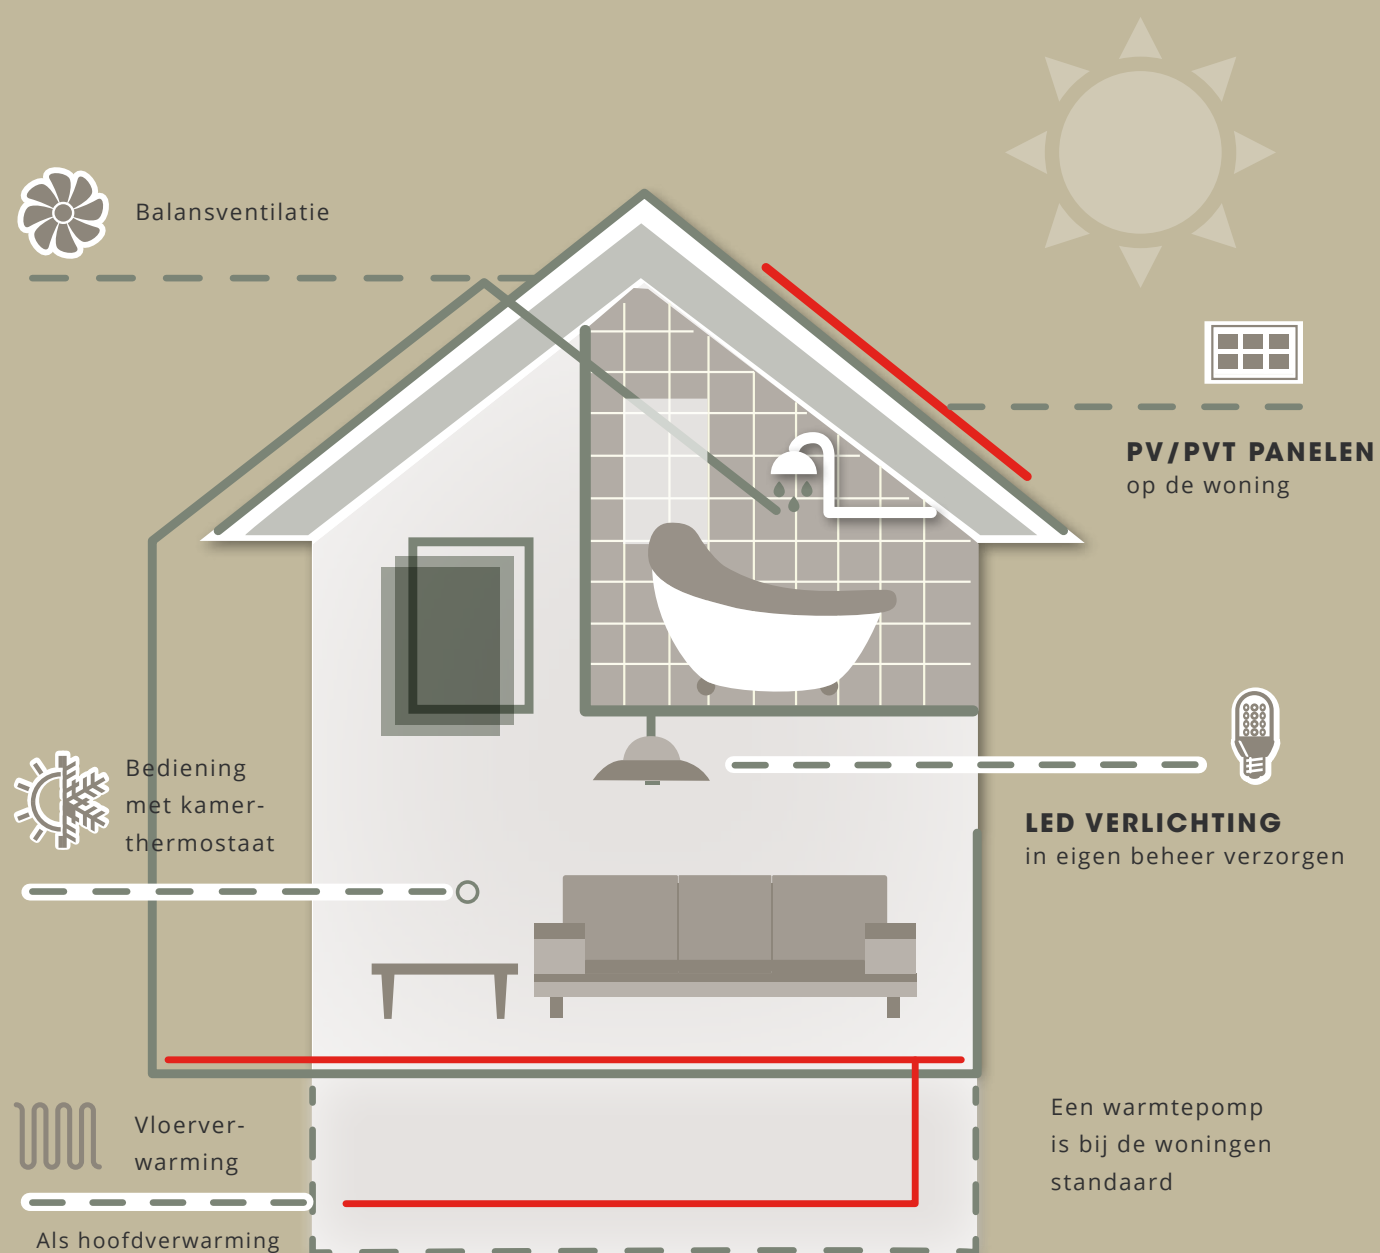 Balansventilatie
PV/PVT PANELEN
op de woning
Bediening
met kamer-
thermostaat
LED VERLICHTING
in eigen beheer verzorgen
Vloerver-
warming
Als hoofdverwarming
Een warmtepomp
is bij de woningen
standaard